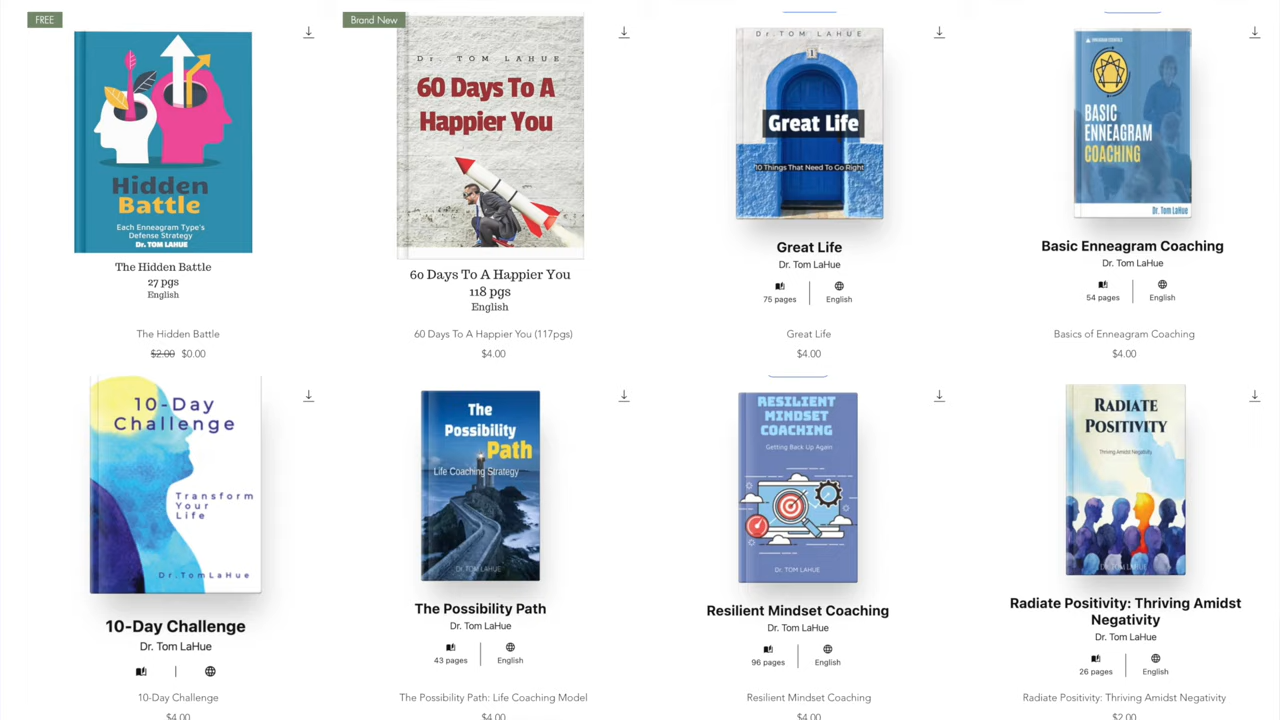 FREE
Hidden
Battle
Each Enneagram Type's
Defense Strategy
Dr. TOM LAHUE
The Hidden Battle
27 pgs
English
The Hidden Battle
$2.00 $0.00
Brand New
Dr. TOM LAHUE
60 Days To A
Happier You
60 Days To A Happier You
118 pgs
English
60 Days To A Happier You (117pgs)
$4.00
Dr. TOM LAHUE
1
Great Life
10 Things That Need To Go Right
Great Life
Dr. Tom LaHue
75 pages
English
Great Life
$4.00
BASIC
ENNEAGRAM
COACHING
Dr. Tom LaHue
Basic Enneagram Coaching
Dr. Tom LaHue
54 pages
English
Basics of Enneagram Coaching
$4.00
10-Day
Challenge
Transform
Your
Life
Dr.TomLaHue
10-Day Challenge
Dr. Tom LaHue
10-Day Challenge
$4.00
The
Possibility
Path
Life Coaching Strategy
Dr. TOM LAHUE
The Possibility Path
Dr. Tom LaHue
43 pages
English
The Possibility Path: Life Coaching Model
$4.00
RESILIENT
MINDSET
COACHING
Getting Back Up Again
Dr. TOM LAHUE
Resilient Mindset Coaching
Dr. Tom LaHue
96 pages
English
Resilient Mindset Coaching
$4.00
RADIATE
POSITIVITY
Thriving Amidst Negativity
Dr. TOM LAHUE
Radiate Positivity: Thriving Amidst
Negativity
Dr. Tom LaHue
26 pages
English
Radiate Positivity: Thriving Amidst Negativity
$2.00